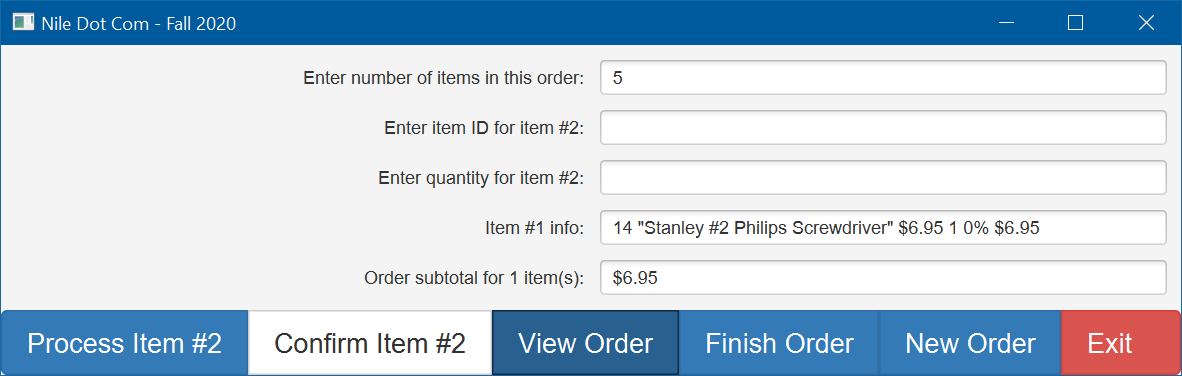 Nile Dot Com - Fall 2020
Enter number of items in this order: 5
Enter item ID for item #2:
Enter quantity for item #2:
Item #1 info: 14 "Stanley #2 Philips Screwdriver" $6.95 1 0% $6.95
Order subtotal for 1 item(s): $6.95
Process Item #2 Confirm Item #2 View Order Finish Order New Order Exit